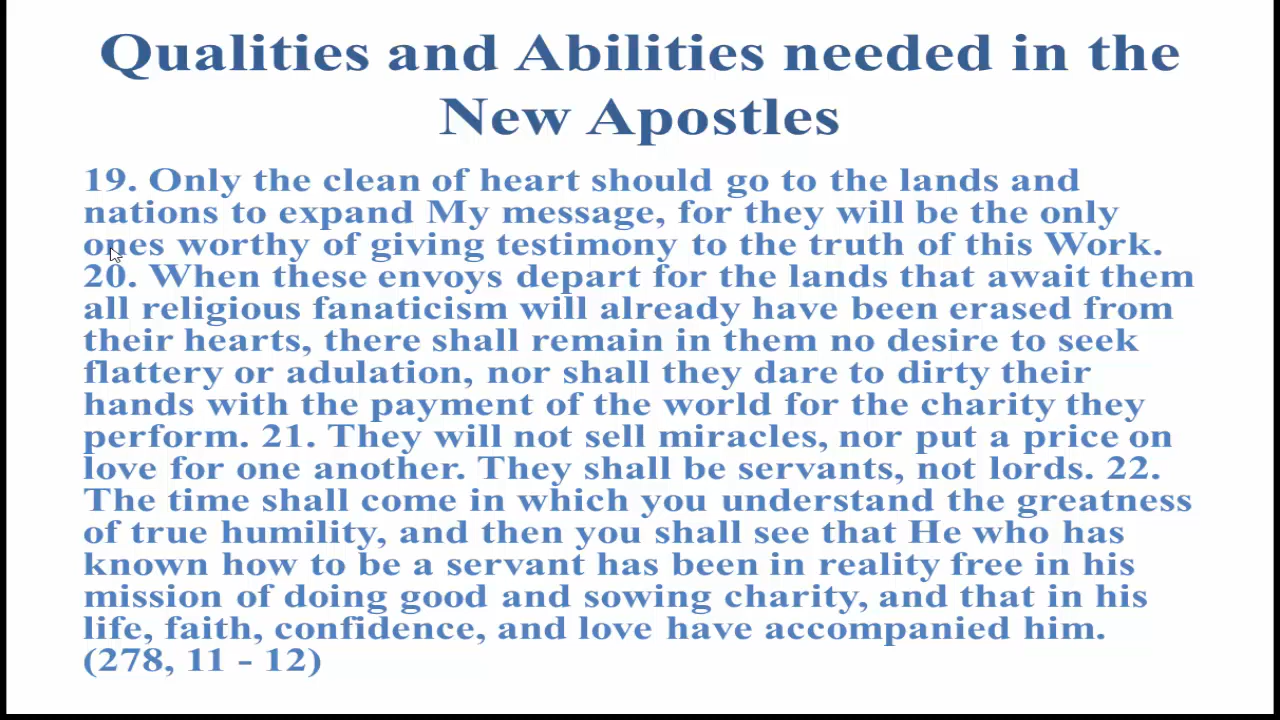 Qualities and Abilities needed in the
New Apostles
19. Only the clean of heart should go to the lands and
nations to expand My message, for they will be the only
ones worthy of giving testimony to the truth of this Work.
20. When these envoys depart for the lands that await them
all religious fanaticism will already have been erased from
their hearts, there shall remain in them no desire to seek
flattery or adulation, nor shall they dare to dirty their
hands with the payment of the world for the charity they
perform. 21. They will not sell miracles, nor put a price on
love for one another. They shall be servants, not lords. 22.
The time shall come in which you understand the greatness
of true humility, and then you shall see that He who has
known how to be a servant has been in reality free in his
mission of doing good and sowing charity, and that in his
life, faith, confidence, and love have accompanied him.
(278, 11 - 12)